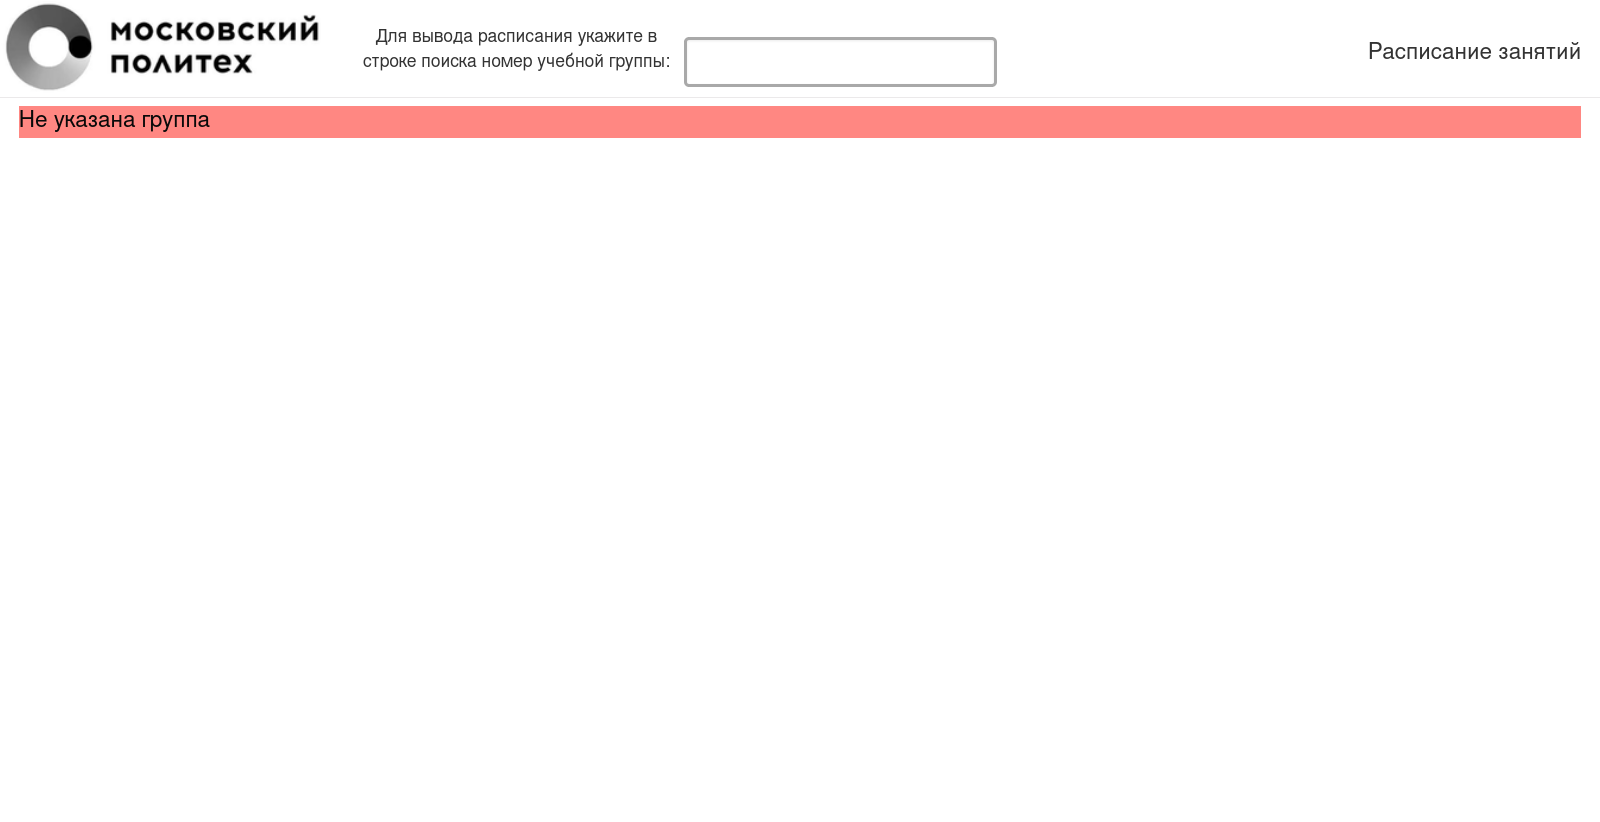 московский
политех
Для вывода расписания укажите в
строке поиска номер учебной группы:
Расписание занятий
Не указана группа